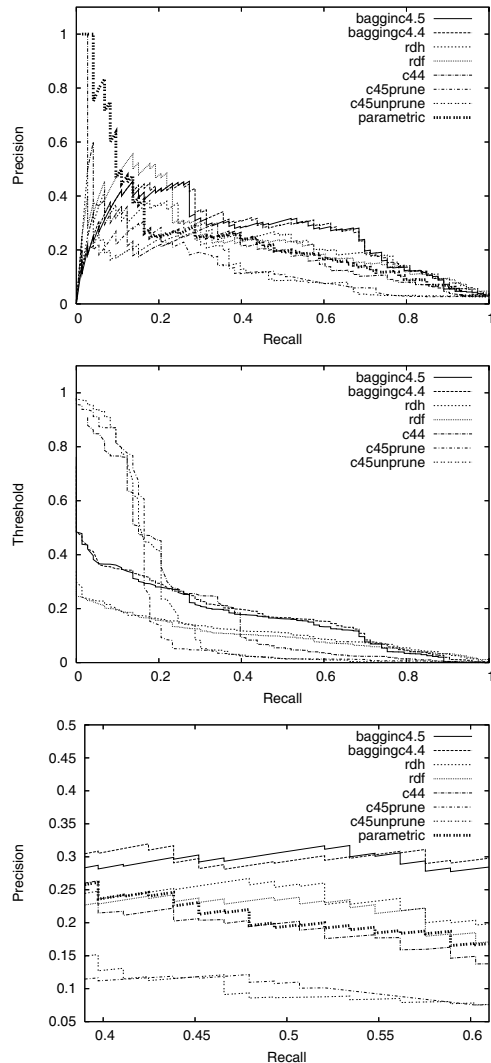 bagginc4.5
baggingc4.4
rdh
rdf
c44
c45prune
c45unprune
parametric
1
0.8
0.6
0.4
0.2
0
Precision
0 0.2 0.4 0.6 0.8 1
Recall
bagginc4.5
baggingc4.4
rdh
rdf
c44
c45prune
c45unprune
1
0.8
0.6
0.4
0.2
0
Threshold
0 0.2 0.4 0.6 0.8 1
Recall
bagginc4.5
baggingc4.4
rdh
rdf
c44
c45prune
c45unprune
parametric
0.5
0.45
0.4
0.35
0.3
0.25
0.2
0.15
0.1
0.05
Precision
0.4 0.45 0.5 0.55 0.6
Recall